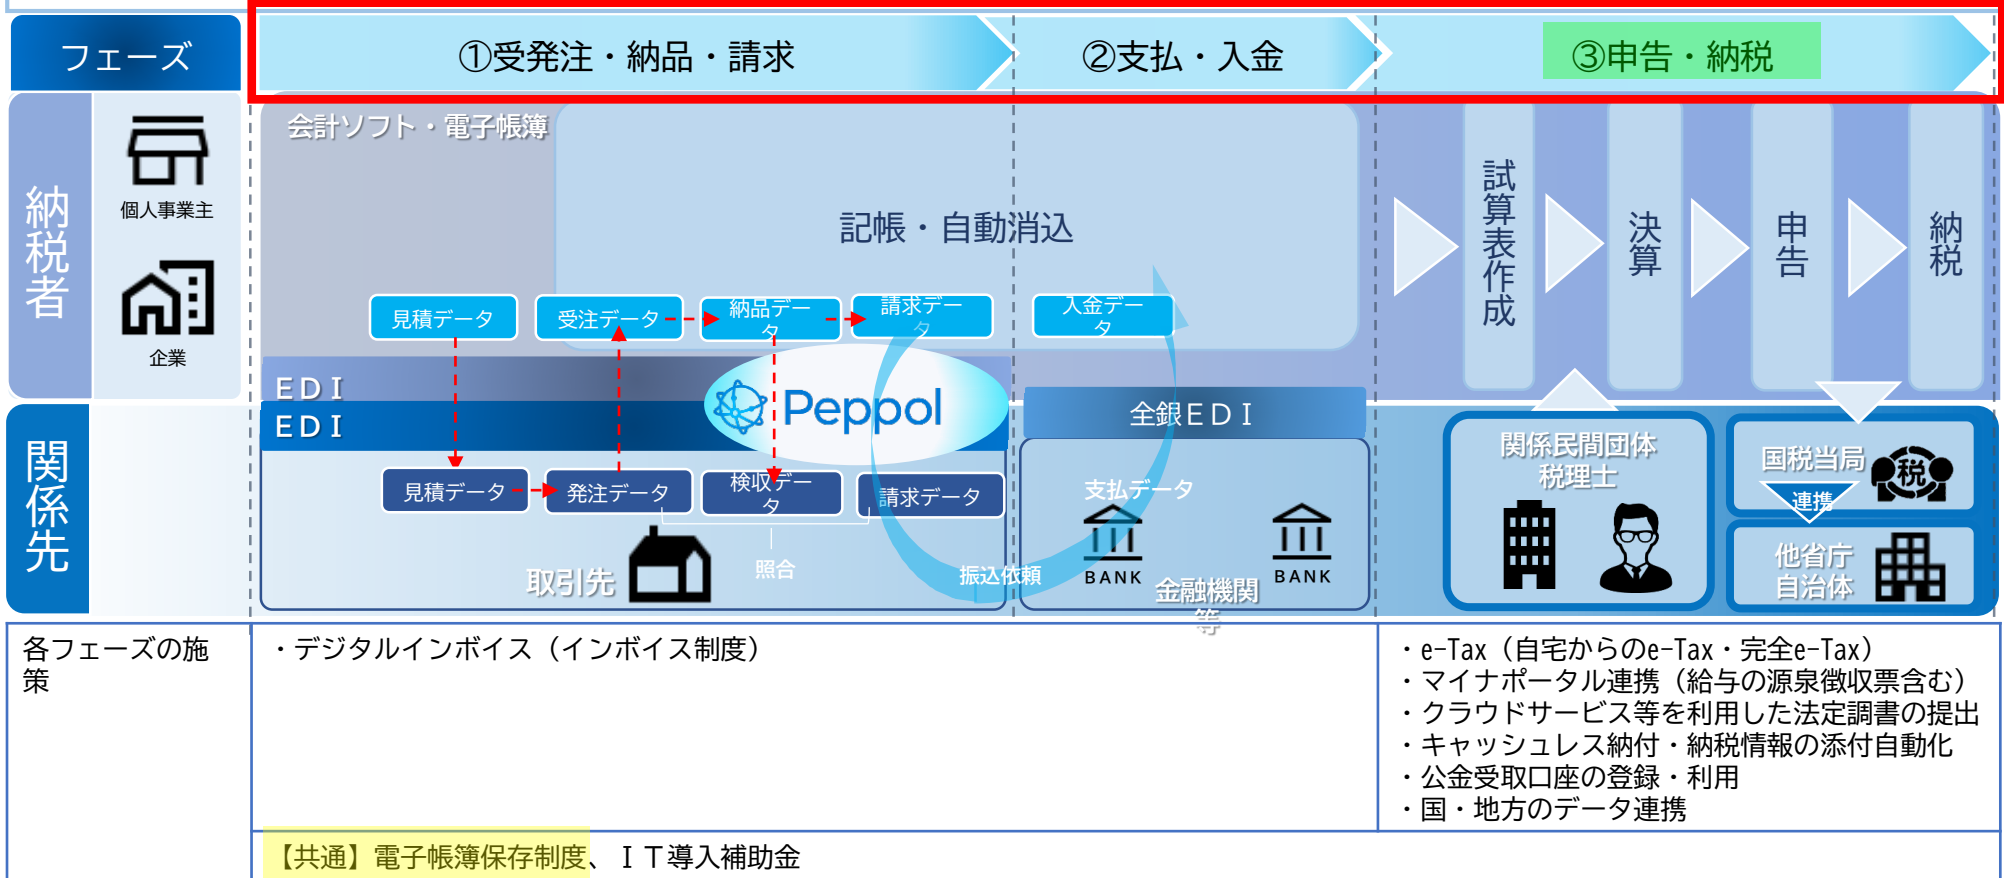 フェーズ
①受発注・納品・請求
②支払・入金
③申告・納税
納税者
個人事業主
企業
会計ソフト・電子帳簿
記帳・自動消込
見積データ
受注データ
納品デー
タ
請求デー
タ
入金デー
タ
試算表作成
決算
申告
納税
ＥＤＩ
ＥＤＩ
Peppol
全銀ＥＤＩ
関係先
見積データ
発注データ
検収デー
タ
請求データ
照合
取引先
振込依頼
支払データ
BANK
BANK
金融機関
等
関係民間団体
税理士
国税当局
税
連携
他省庁
自治体
各フェーズの施
策
・デジタルインボイス（インボイス制度）
・e-Tax（自宅からのe-Tax・完全e-Tax）
・マイナポータル連携（給与の源泉徴収票含む）
・クラウドサービス等を利用した法定調書の提出
・キャッシュレス納付・納税情報の添付自動化
・公金受取口座の登録・利用
・国・地方のデータ連携
【共通】電子帳簿保存制度、ＩＴ導入補助金